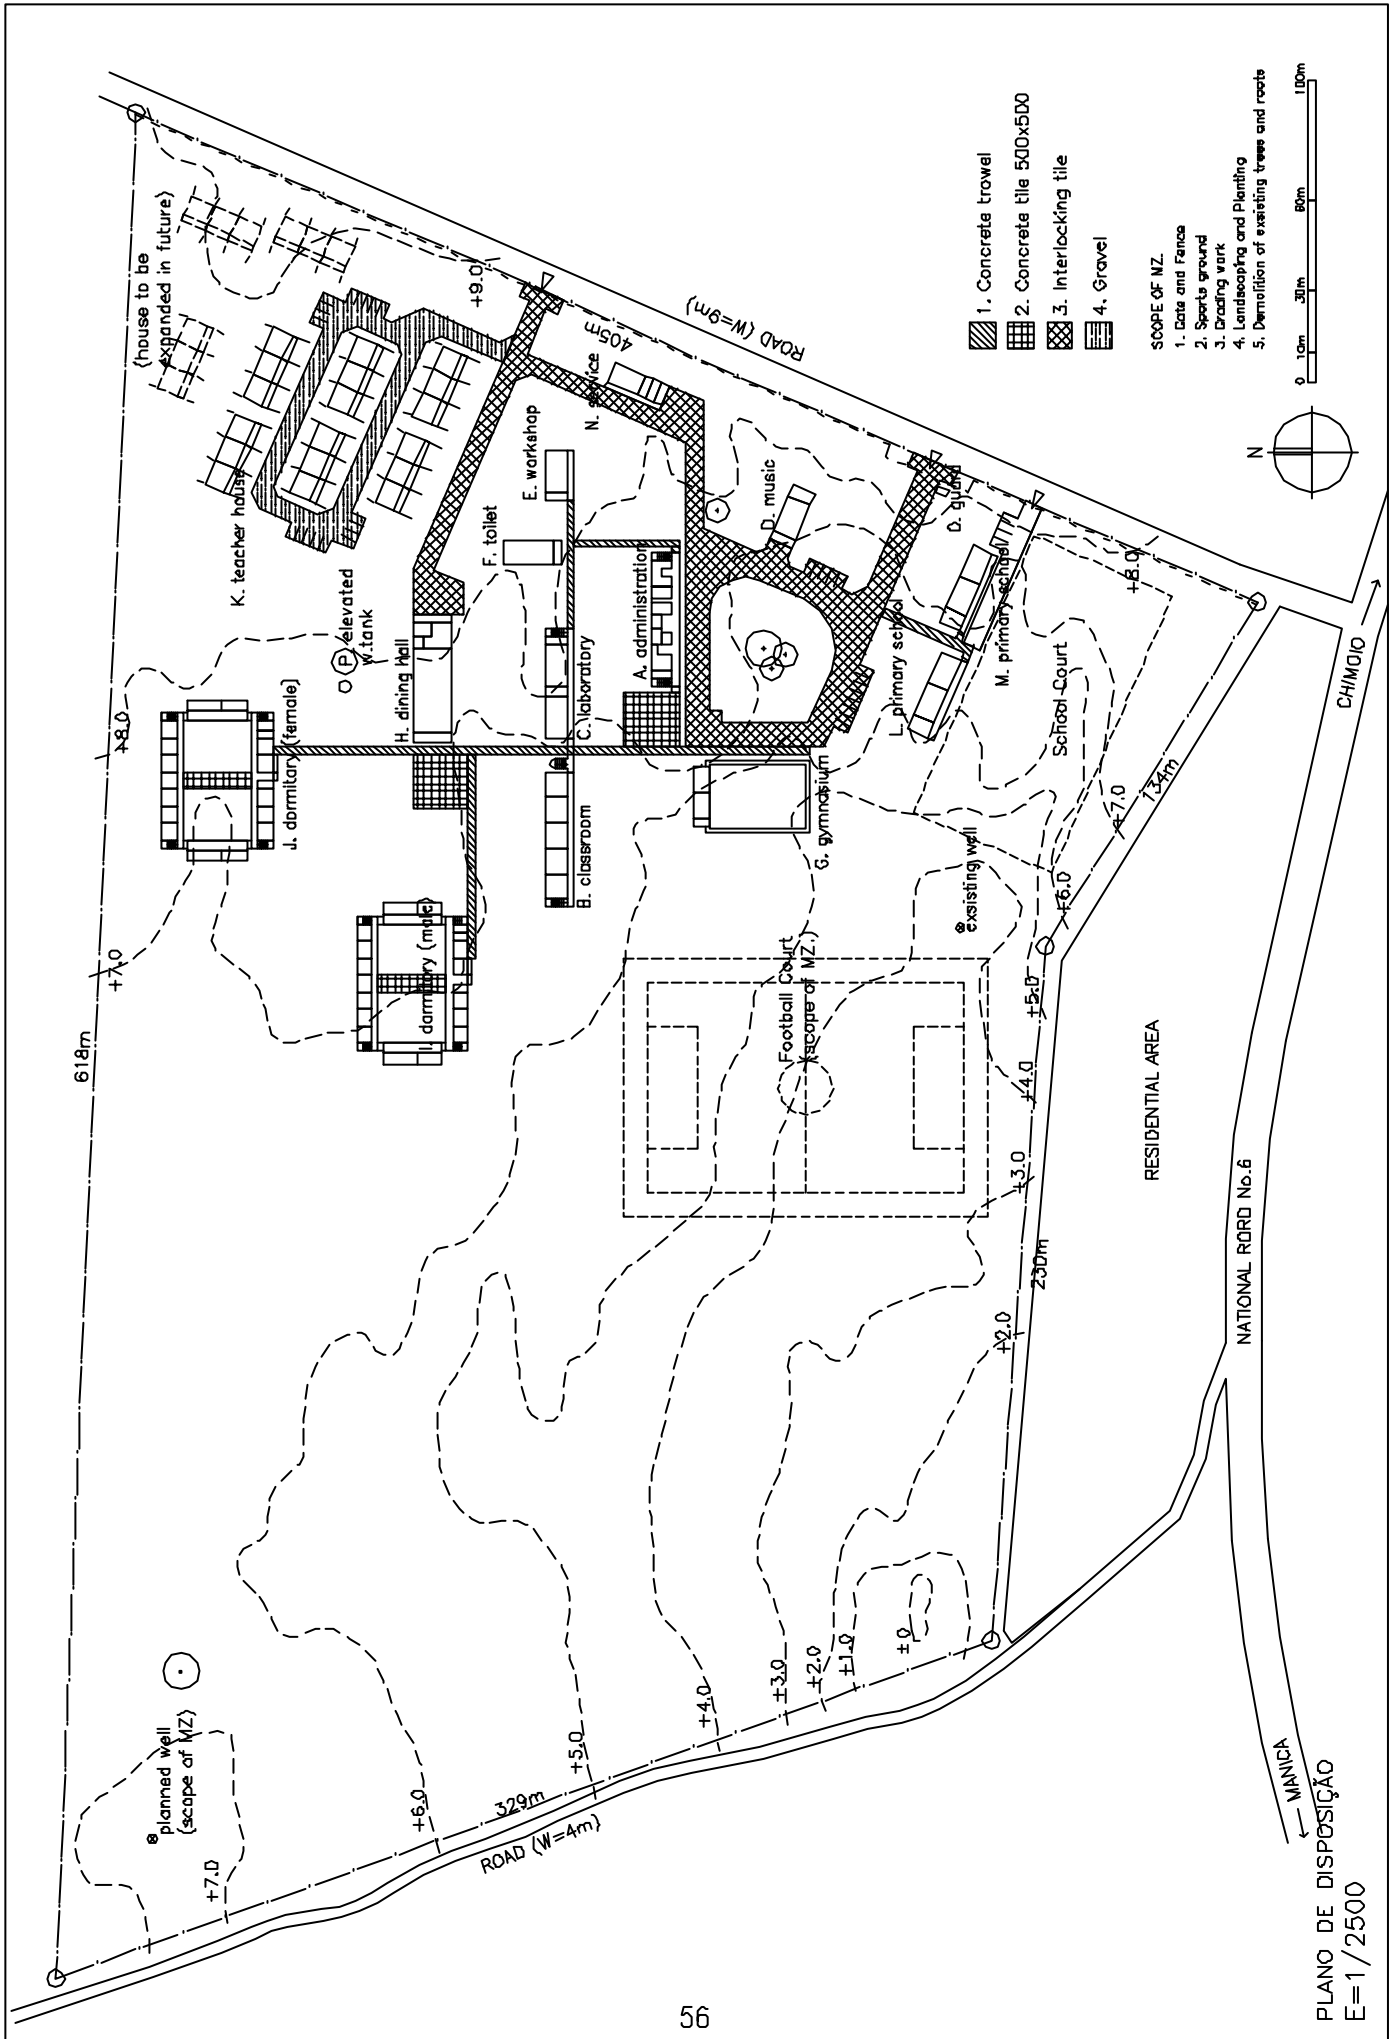 (house to be
expanded in future)
618m
+7.0
+8.0
+9.0
J. dormitary (female)
I. darmitory (male)
K. teacher house
elevated
w.tank
P
H. dining hall
F. toilet
E. workshop
N. service
405m
ROAD (W=9m)
B. classroom
C. laboratory
A. administration
D. music
O. guard
G. gymnasium
L. primary school
M. primary school
School Court
+8.0
exsisting well
Football Court
(scope of MZ.)
134m
+7.0
+6.0
+5.0
+4.0
+3.0
+2.0
230m
RESIDENTIAL AREA
NATIONAL RORD No.6
CHIMOIO
MANICA
planned well
(scape of MZ)
+7.0
+6.0
+5.0
+4.0
+3.0
+2.0
+1.0
±0
329m
ROAD (W=4m)
1. Concrete trowel
2. Concrete tile 500x500
3. Interlocking tile
4. Gravel
SCOPE OF MZ.
1. Gate and Fence
2. Sports ground
3. Grading work
4. Landscaping and Planting
5. Demolition of exsisting trees and roots
0 10m 30m 60m 100m
N
PLANO DE DISPOSIÇÃO
E=1/2500
56